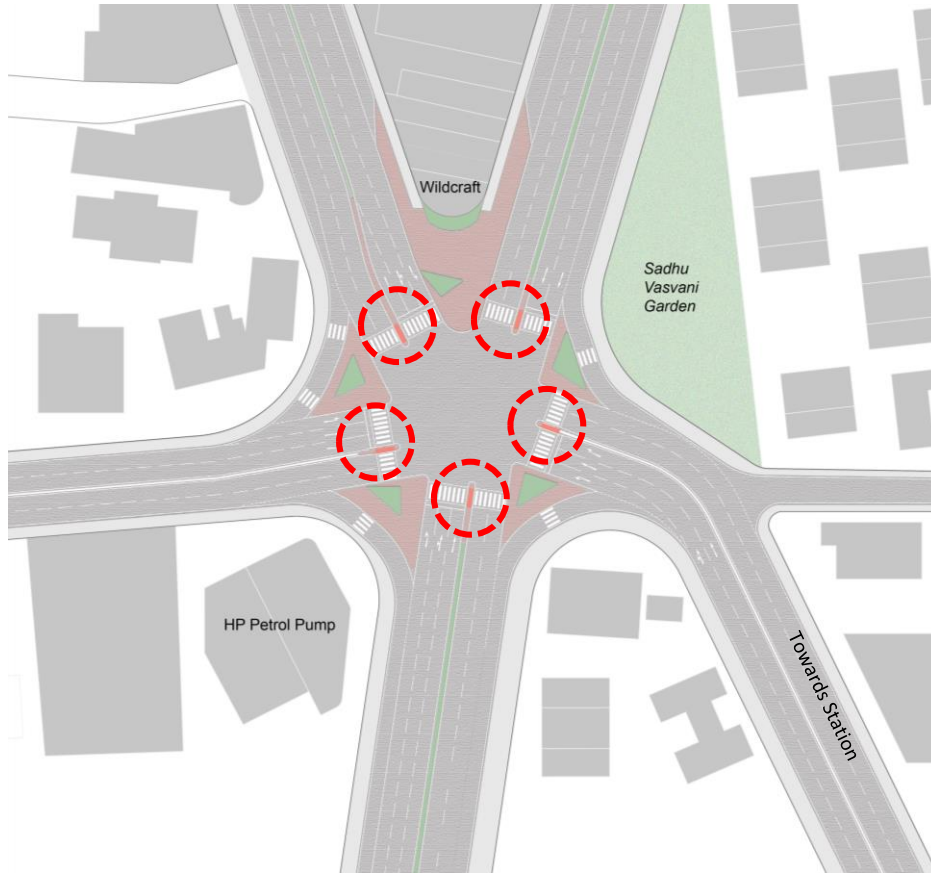 Wildcraft
Sadhu
Vasvani
Garden
HP Petrol Pump
Towards Station